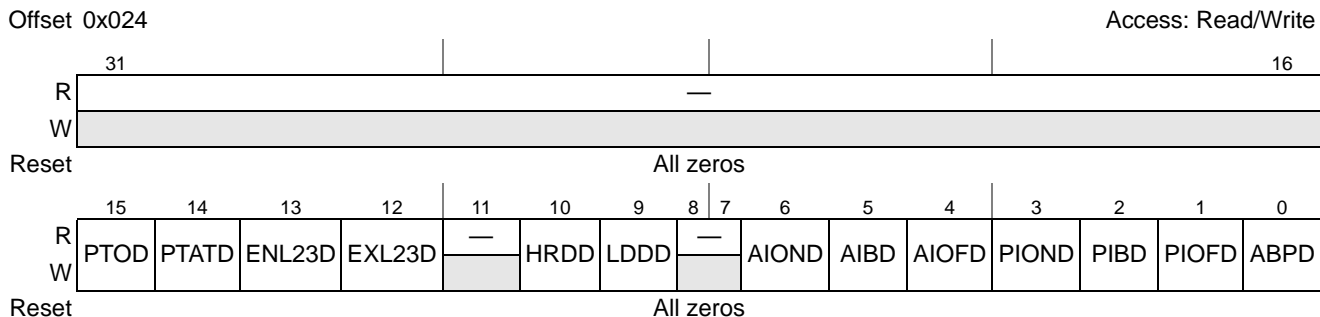 Offset 0x024 Access: Read/Write
31 16
R —
W
Reset All zeros
15 14 13 12 11 10 9 8 7 6 5 4 3 2 1 0
R PTOD PTATD ENL23D EXL23D — HRDD LDDD — AIOND AIBD AIOFD PIOND PIBD PIOFD ABPD
W
Reset All zeros